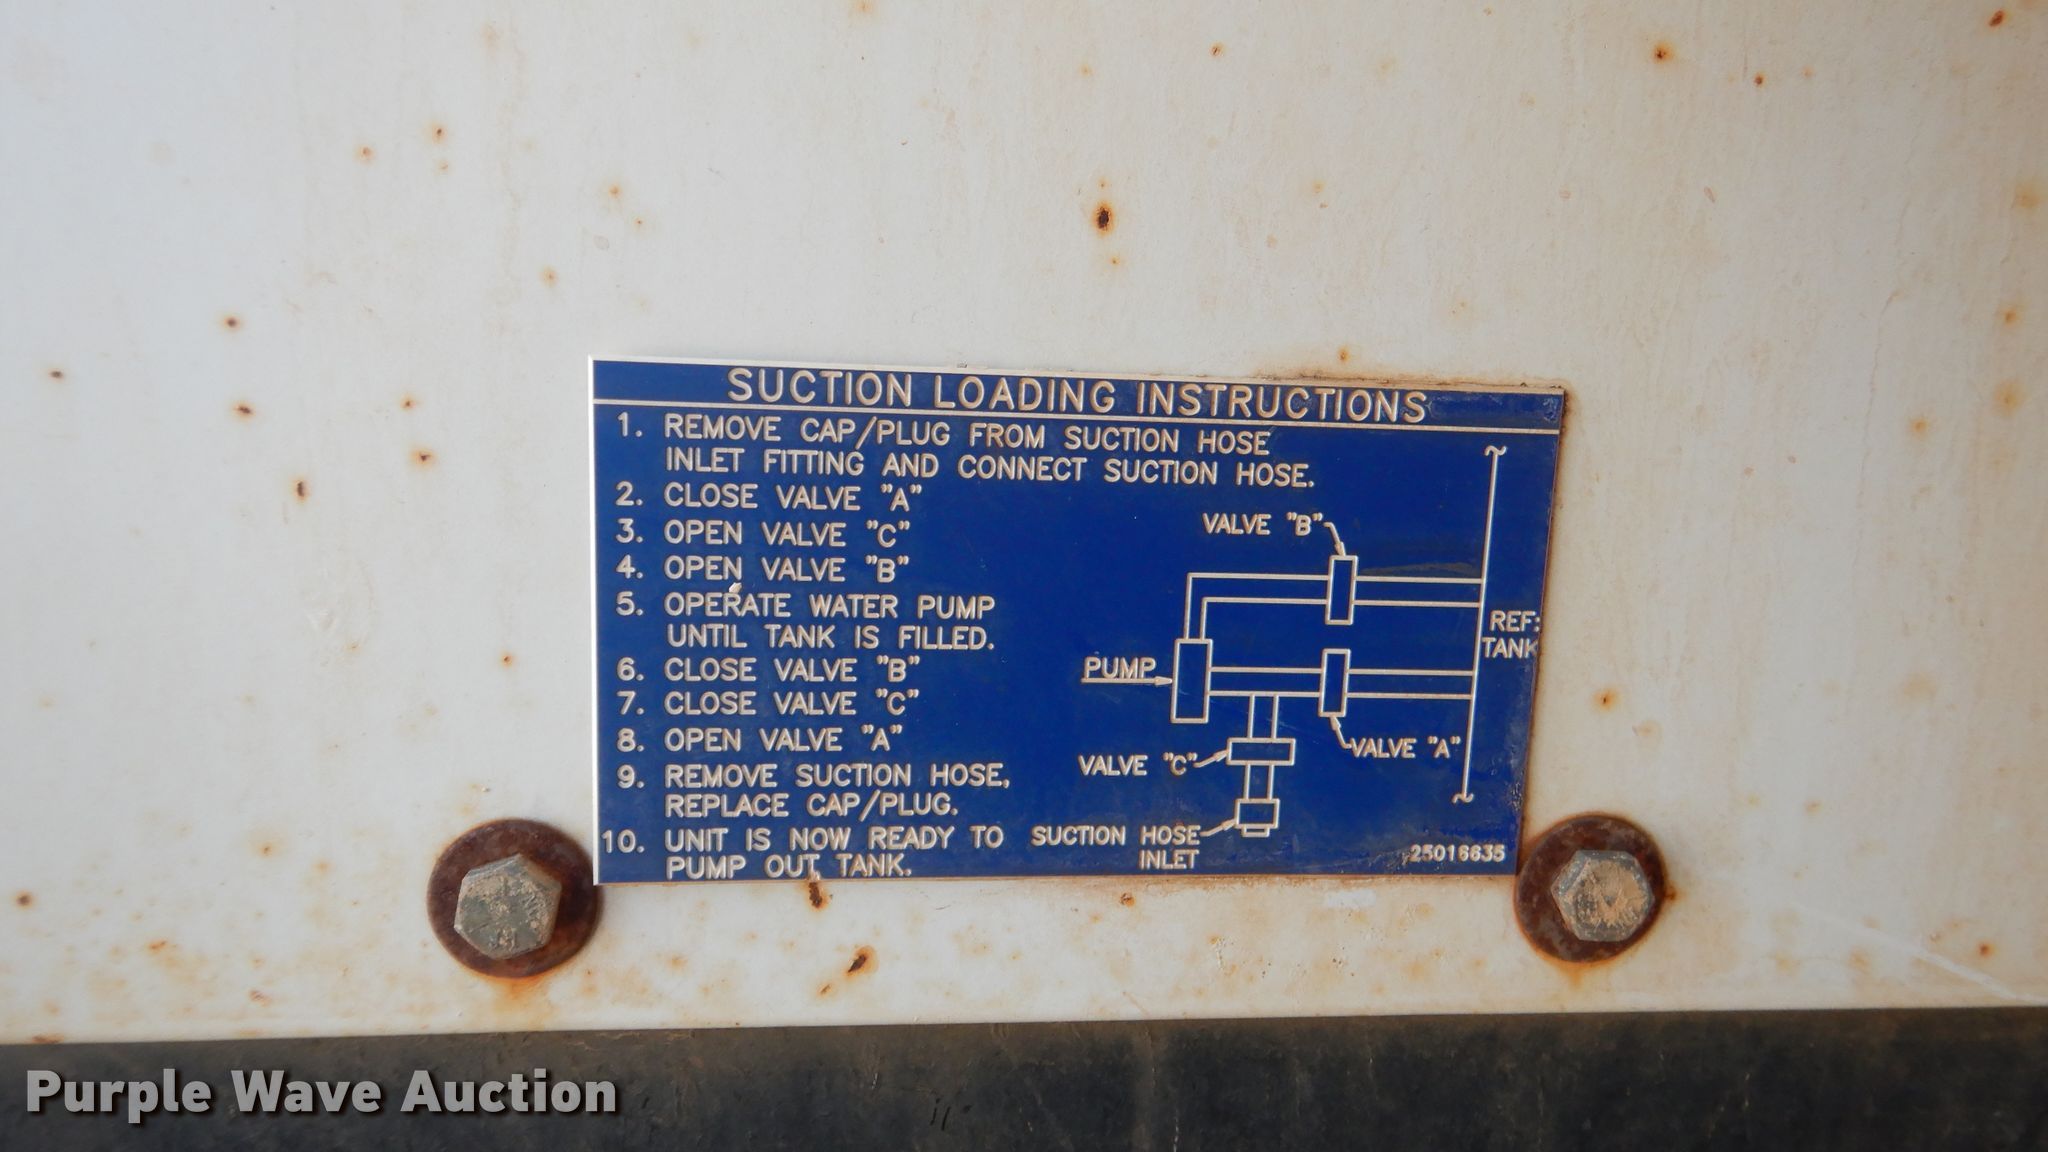 SUCTION LOADING INSTRUCTIONS
1. REMOVE CAP/PLUG FROM SUCTION HOSE
INLET FITTING AND CONNECT SUCTION HOSE.
2. CLOSE VALVE "A"
3. OPEN VALVE "C"
4. OPEN VALVE "B"
5. OPERATE WATER PUMP
UNTIL TANK IS FILLED.
6. CLOSE VALVE "B"
7. CLOSE VALVE "C"
8. OPEN VALVE "A"
9. REMOVE SUCTION HOSE,
REPLACE CAP/PLUG.
10. UNIT IS NOW READY TO
PUMP OUT TANK.
VALVE "B"
REF:
TANK
PUMP
VALVE "A"
VALVE "C"
SUCTION HOSE
INLET
25016635
Purple Wave Auction